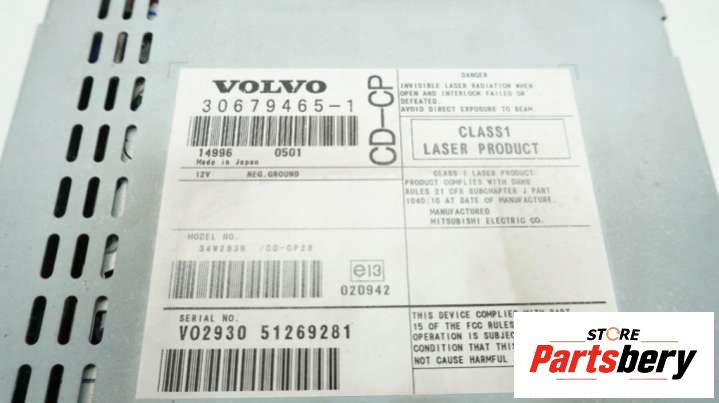 VOLVO
30679465-1
CD-CP
14996 0501
Made in Japan
12V NEG.GROUND
MODEL NO.
/CD-CP28
e13
020942
SERIAL NO.
VO2930 51269281
DANGER
INVISIBLE LASER RADIATION WHEN
OPEN AND INTERLOCK FAILED OR
DEFEATED.
AVOID DIRECT EXPOSURE TO BEAM.
CLASS1
LASER PRODUCT
CLASS I LASER PRODUCT
PRODUCT COMPLIES WITH DHHS
RULES 21 CFR SUBCHAPTER J PART
1040:10 AT DATE OF MANUFACTURE.
MANUFACTURED
MITSUBISHI ELECTRIC CO.
THIS DEVICE COMPLIES WITH PART
15 OF THE FCC RULES
OPERATION IS SUBJEC
CONDITION THAT THIS
NOT CAUSE HARMFUL
STORE
Partsbery